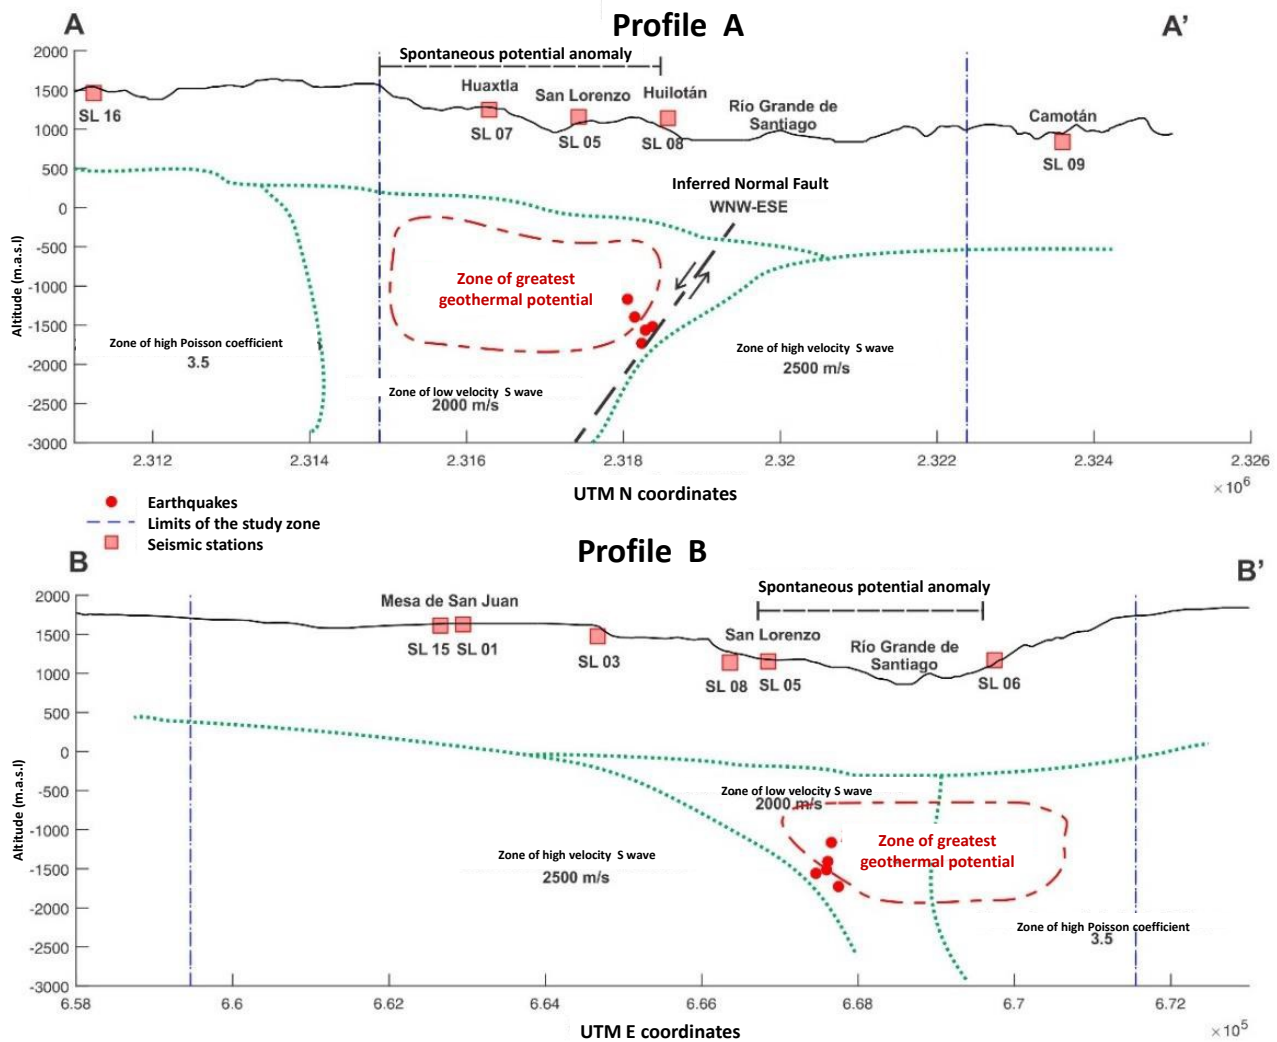 A
Profile A
A'
2000
1500
1000
500
0
-500
-1000
-1500
-2000
-2500
-3000
Altitude (m.a.s.l)
Spontaneous potential anomaly
Huaxtla
San Lorenzo
Huilotán
Río Grande de
Santiago
Camotán
SL 16
SL 07
SL 05
SL 08
SL 09
Inferred Normal Fault
WNW-ESE
Zone of greatest
geothermal potential
Zone of high Poisson coefficient
3.5
Zone of low velocity S wave
2000 m/s
Zone of high velocity S wave
2500 m/s
2.312
2.314
2.316
2.318
2.32
2.322
2.324
2.326
×10⁶
UTM N coordinates
Earthquakes
Limits of the study zone
Seismic stations
B
Profile B
B'
2000
1500
1000
500
0
-500
-1000
-1500
-2000
-2500
-3000
Altitude (m.a.s.l)
Spontaneous potential anomaly
Mesa de San Juan
San Lorenzo
Río Grande de
Santiago
SL 15
SL 01
SL 03
SL 08
SL 05
SL 06
Zone of low velocity S wave
2000 m/s
Zone of greatest
geothermal potential
Zone of high velocity S wave
2500 m/s
Zone of high Poisson coefficient
3.5
6.58
6.6
6.62
6.64
6.66
6.68
6.7
6.72
×10⁵
UTM E coordinates